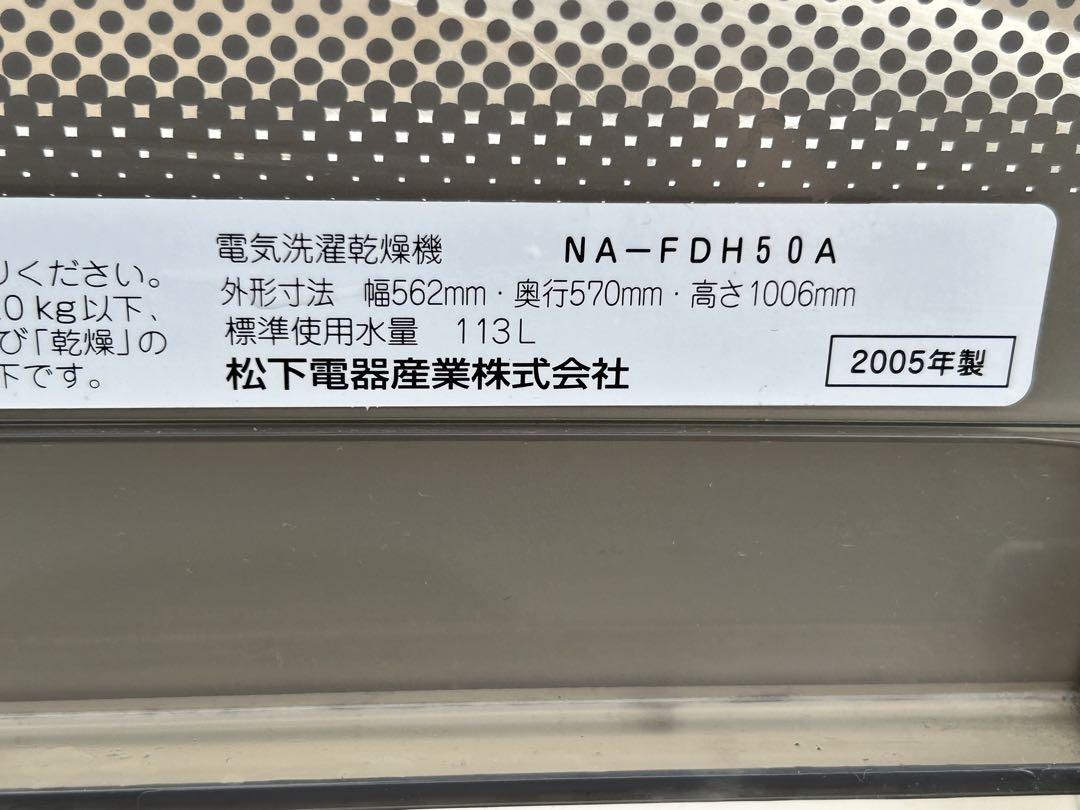 りください。
0kg以下、
び「乾燥」の
下です。
電気洗濯乾燥機 NA-FDH50A
外形寸法 幅562mm・奥行570mm・高さ1006mm
標準使用水量 113L
松下電器産業株式会社
2005年製